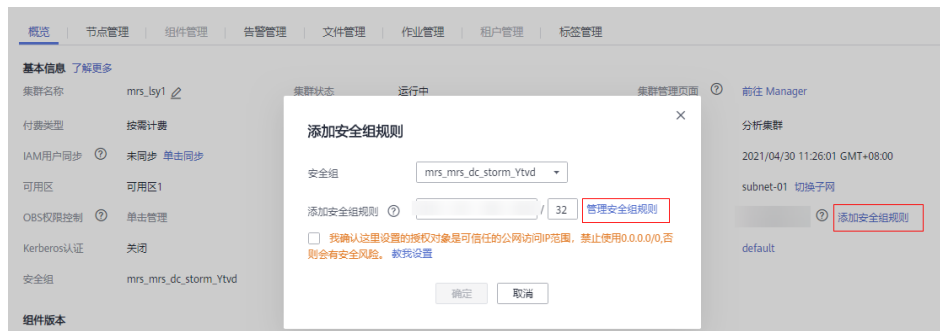 概览 节点管理 组件管理 告警管理 文件管理 作业管理 租户管理 标签管理
基本信息 了解更多
集群名称 mrs_lsy1 集群状态 运行中 集群管理页面 ? 前往 Manager
付费类型 按需计费 分析集群
IAM用户同步 ? 未同步 单击同步 2021/04/30 11:26:01 GMT+08:00
可用区 可用区1 subnet-01 切换子网
OBS权限控制 ? 单击管理 ? 添加安全组规则
Kerberos认证 关闭 default
安全组 mrs_mrs_dc_storm_Ytvd
组件版本
添加安全组规则
安全组 mrs_mrs_dc_storm_Ytvd
添加安全组规则 ? / 32 管理安全组规则
我确认这里设置的授权对象是可信任的公网访问IP范围，禁止使用0.0.0.0/0,否
则会有安全风险。 教我设置
确定 取消